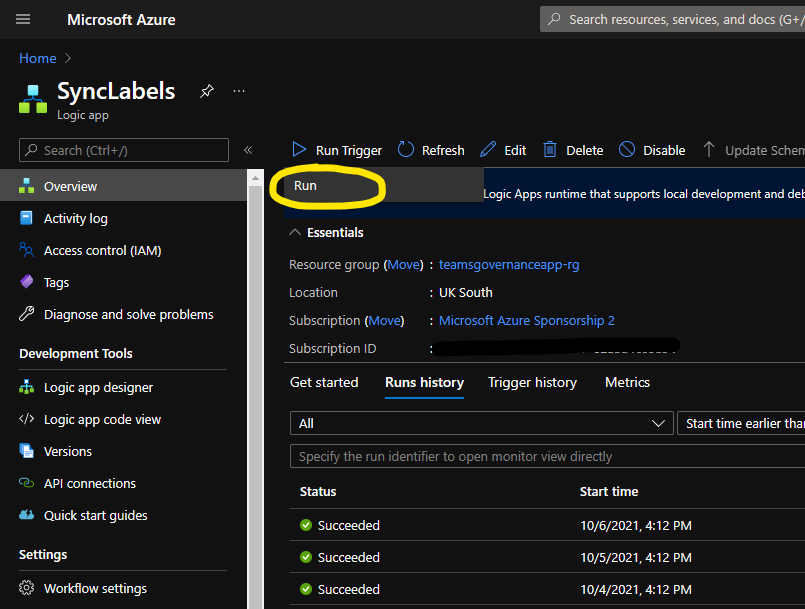 Microsoft Azure
Search resources, services, and docs (G+/
Home
SyncLabels
Logic app
Search (Ctrl+/)
Run Trigger Refresh Edit Delete Disable Update Schem
Run
Logic Apps runtime that supports local development and deb
Overview
Activity log
Access control (IAM)
Tags
Diagnose and solve problems
Development Tools
Logic app designer
Logic app code view
Versions
API connections
Quick start guides
Settings
Workflow settings
Essentials
Resource group (Move) : teamsgovernanceapp-rg
Location : UK South
Subscription (Move) : Microsoft Azure Sponsorship 2
Subscription ID :
Get started Runs history Trigger history Metrics
All Start time earlier than
Specify the run identifier to open monitor view directly
Status Start time
Succeeded 10/6/2021, 4:12 PM
Succeeded 10/5/2021, 4:12 PM
Succeeded 10/4/2021, 4:12 PM